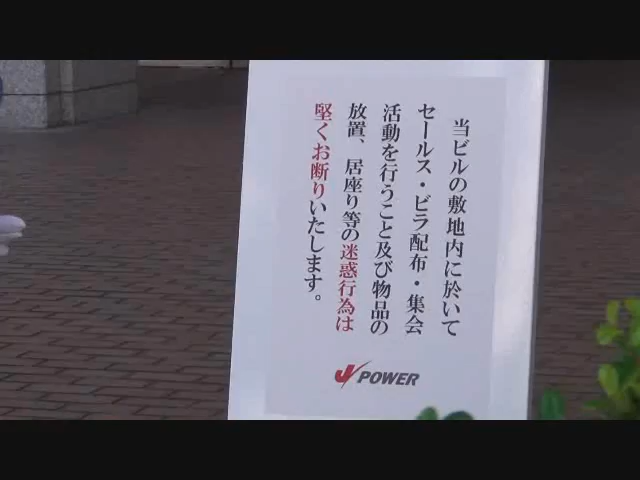 当ビルの敷地内に於いて
セールス・ビラ配布・集会
活動を行うこと及び物品の
放置、居座り等の迷惑行為は
堅くお断りいたします。
J POWER